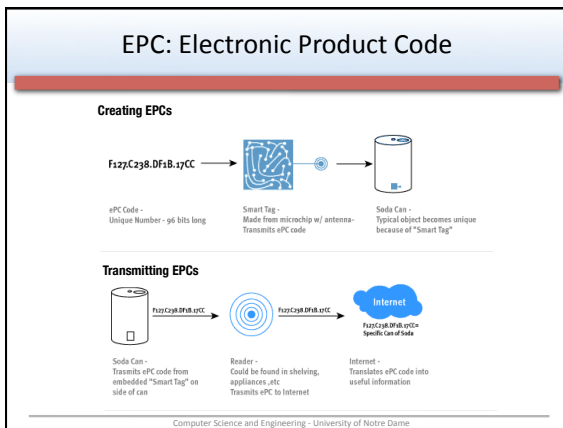 EPC: Electronic Product Code
Creating EPCs
F127.C238.DF1B.17CC
ePC Code -
Unique Number - 96 bits long
Smart Tag -
Made from microchip w/ antenna-
Transmits ePC code
Soda Can -
Typical object becomes unique
because of "Smart Tag"
Transmitting EPCs
F127.C238.DF1B.17CC
F127.C238.DF1B.17CC
Internet
F127.C238.DF1B.17CC=
Specific Can of Soda
Soda Can -
Trasmits ePC code from
embedded "Smart Tag" on
side of can
Reader -
Could be found in shelving,
appliances ,etc
Trasmits ePC to Internet
Internet -
Translates ePC code into
useful information
Computer Science and Engineering - University of Notre Dame